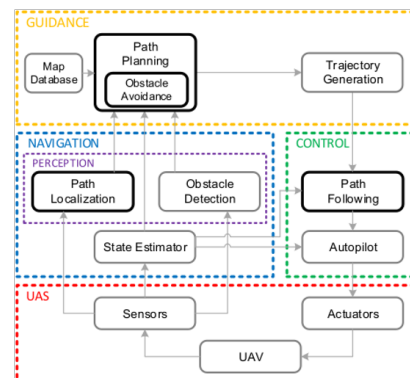 GUIDANCE
Map
Database
Path
Planning
Obstacle
Avoidance
Trajectory
Generation
NAVIGATION
PERCEPTION
Path
Localization
Obstacle
Detection
State Estimator
CONTROL
Path
Following
Autopilot
UAS
Sensors
Actuators
UAV